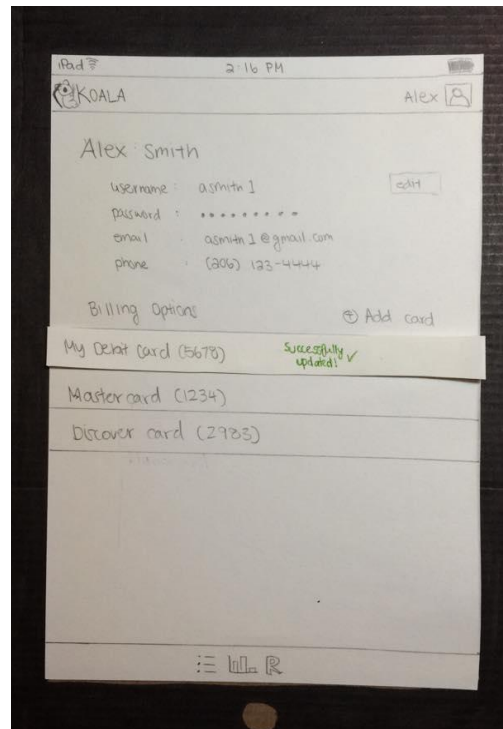 iPad 2:16 PM
KOALA Alex
Alex Smith
username : asmith1
edit
password : •••••••••
email : asmith1@gmail.com
phone : (206) 123-4444
Billing Options + Add card
My Debit Card (5678) Successfully updated! ✓
Mastercard (1234)
Discover card (2983)
R